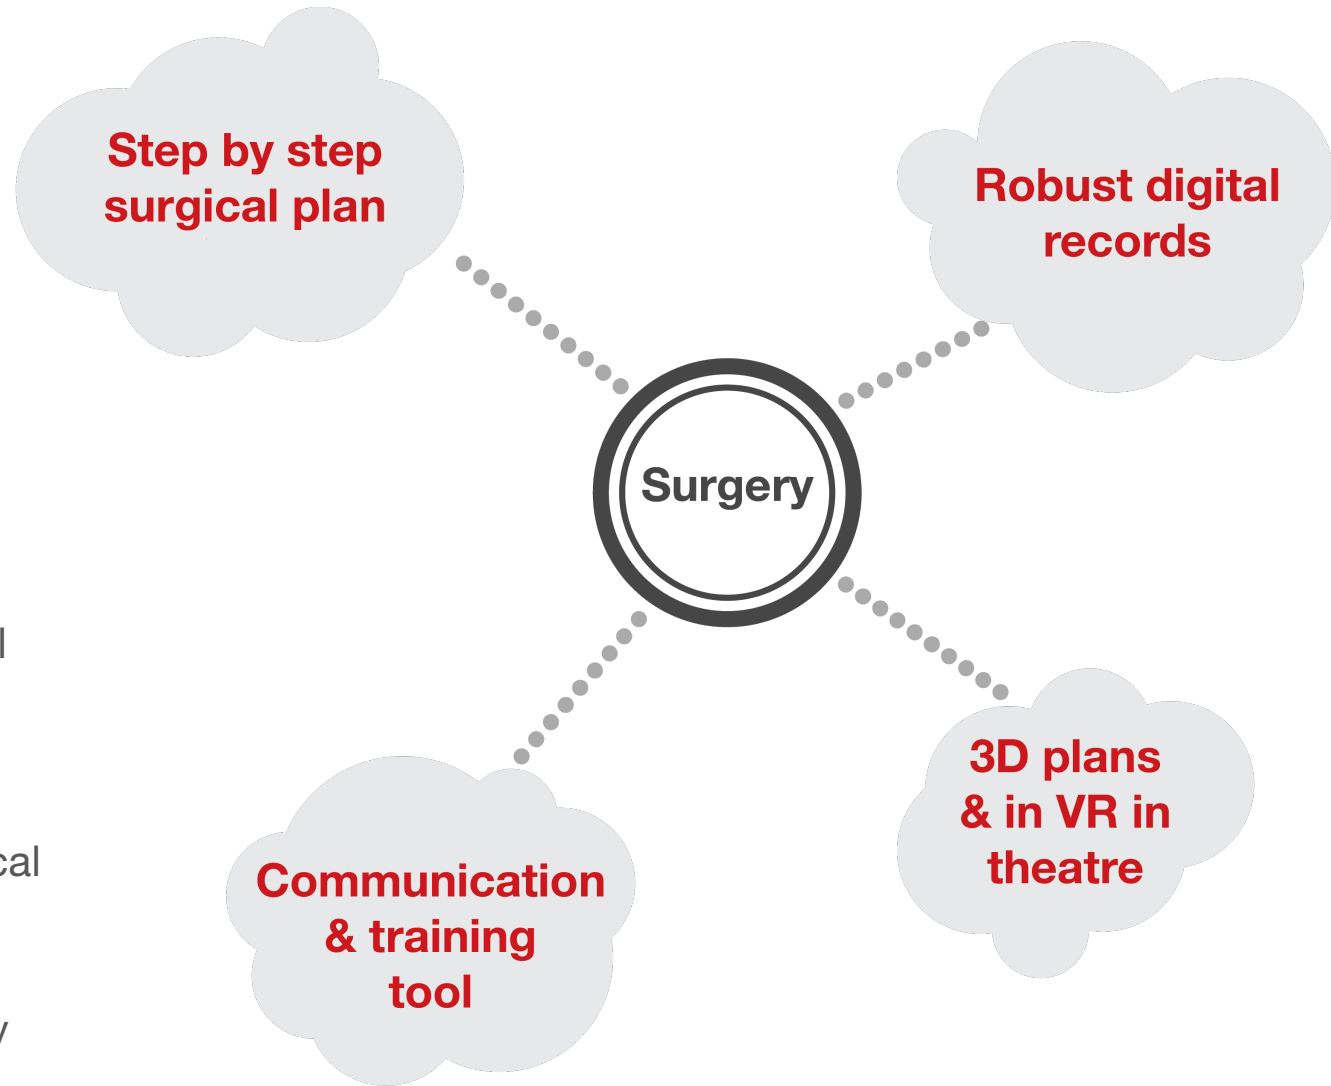 Step by step
surgical plan
Robust digital
records
Surgery
3D plans
& in VR in
theatre
Communication
& training
tool